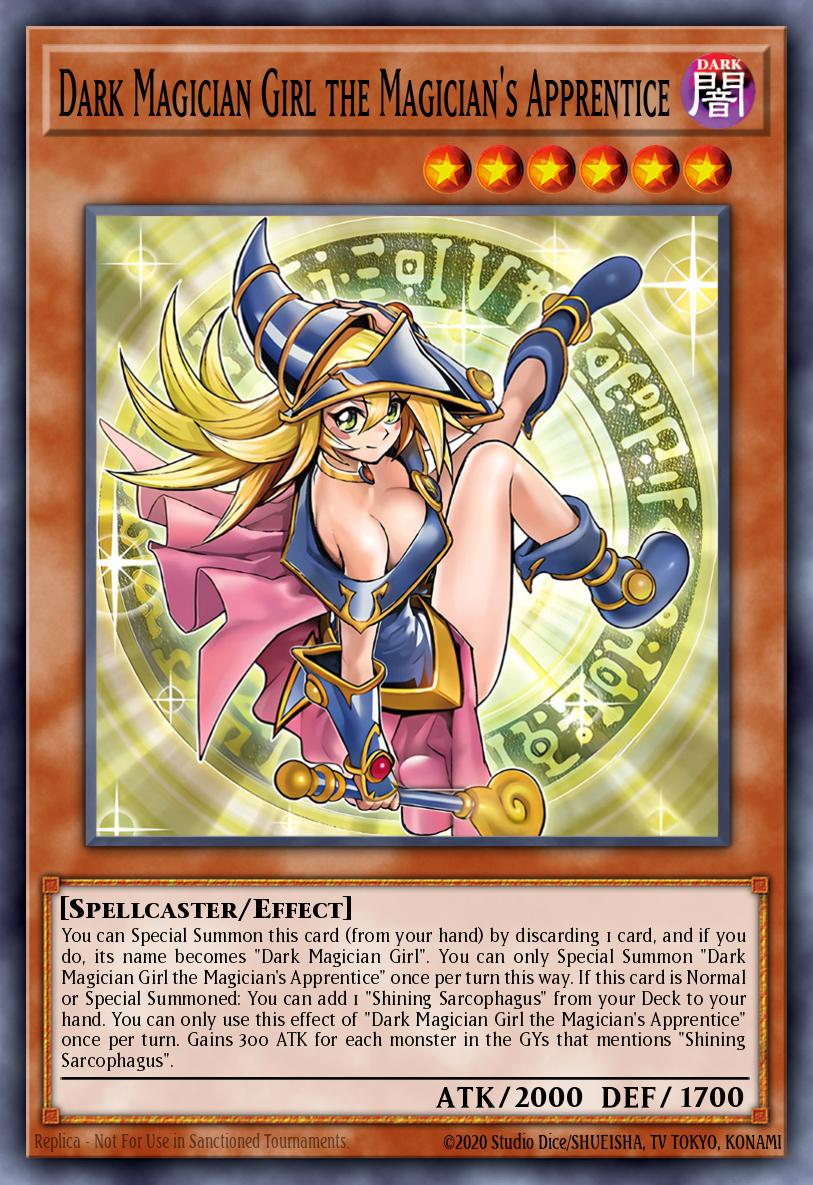 Dark Magician Girl the Magician's Apprentice
DARK
闇
[Spellcaster/Effect]
You can Special Summon this card (from your hand) by discarding 1 card, and if you
do, its name becomes "Dark Magician Girl". You can only Special Summon "Dark
Magician Girl the Magician's Apprentice" once per turn this way. If this card is Normal
or Special Summoned: You can add 1 "Shining Sarcophagus" from your Deck to your
hand. You can only use this effect of "Dark Magician Girl the Magician's Apprentice"
once per turn. Gains 300 ATK for each monster in the GYs that mentions "Shining
Sarcophagus".
ATK/2000 DEF/1700
Replica - Not For Use in Sanctioned Tournaments.
©2020 Studio Dice/SHUEISHA, TV TOKYO, KONAMI